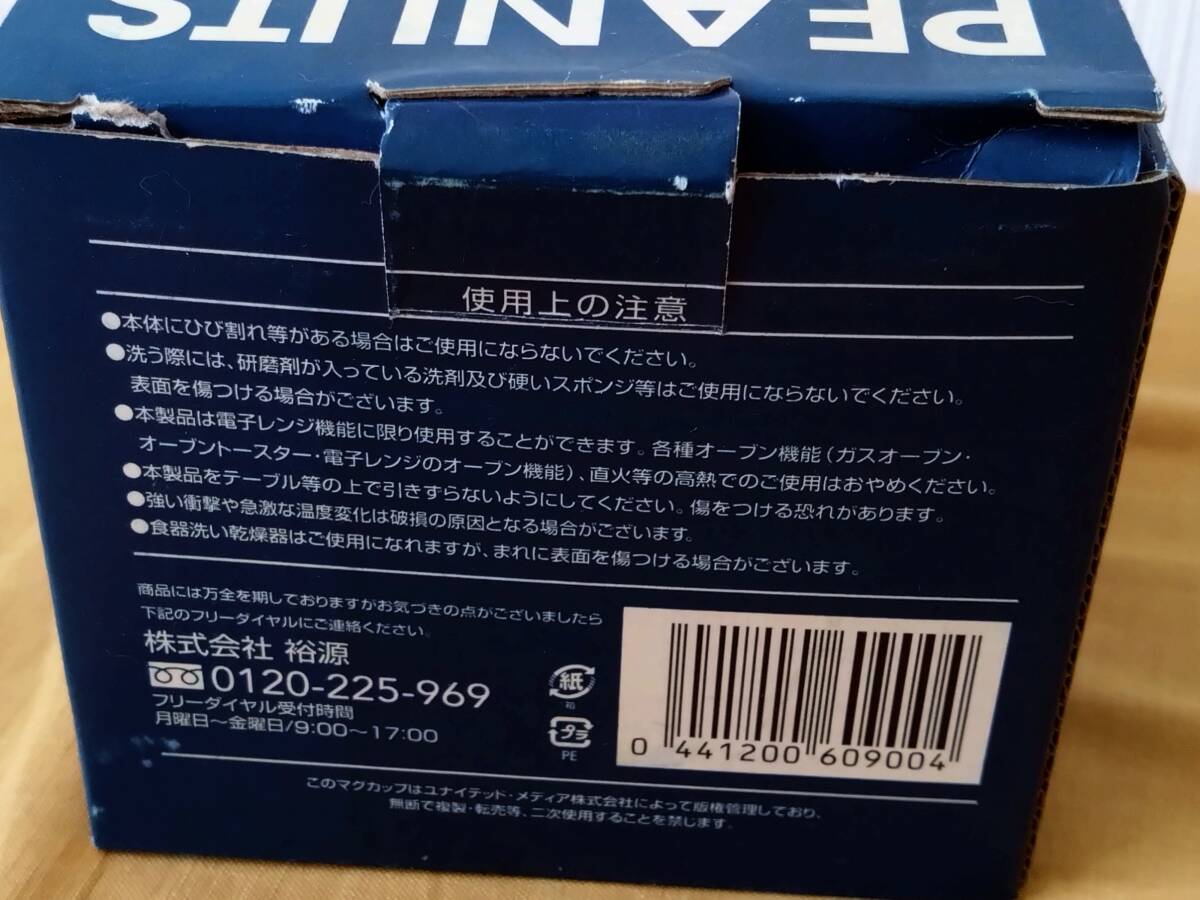 PEANUTS
使用上の注意
●本体にひび割れ等がある場合はご使用にならないでください。
●洗う際には、研磨剤が入っている洗剤及び硬いスポンジ等はご使用にならないでください。
表面を傷つける場合がございます。
●本製品は電子レンジ機能に限り使用することができます。各種オーブン機能（ガスオーブン・
オーブントースター・電子レンジのオーブン機能）、直火等の高熱でのご使用はおやめください。
●本製品をテーブル等の上で引きずらないようにしてください。傷をつける恐れがあります。
●強い衝撃や急激な温度変化は破損の原因となる場合がございます。
●食器洗い乾燥器はご使用になれますが、まれに表面を傷つける場合がございます。
商品には万全を期しておりますがお気づきの点がございましたら
下記のフリーダイヤルにご連絡ください。
株式会社 裕源
0120-225-969
フリーダイヤル受付時間
月曜日〜金曜日/9:00〜17:00
紙
プラ
PE
0 441200 609004
このマグカップはユナイテッド・メディア株式会社によって版権管理しており、
無断で複製・転売等、二次使用することを禁じます。